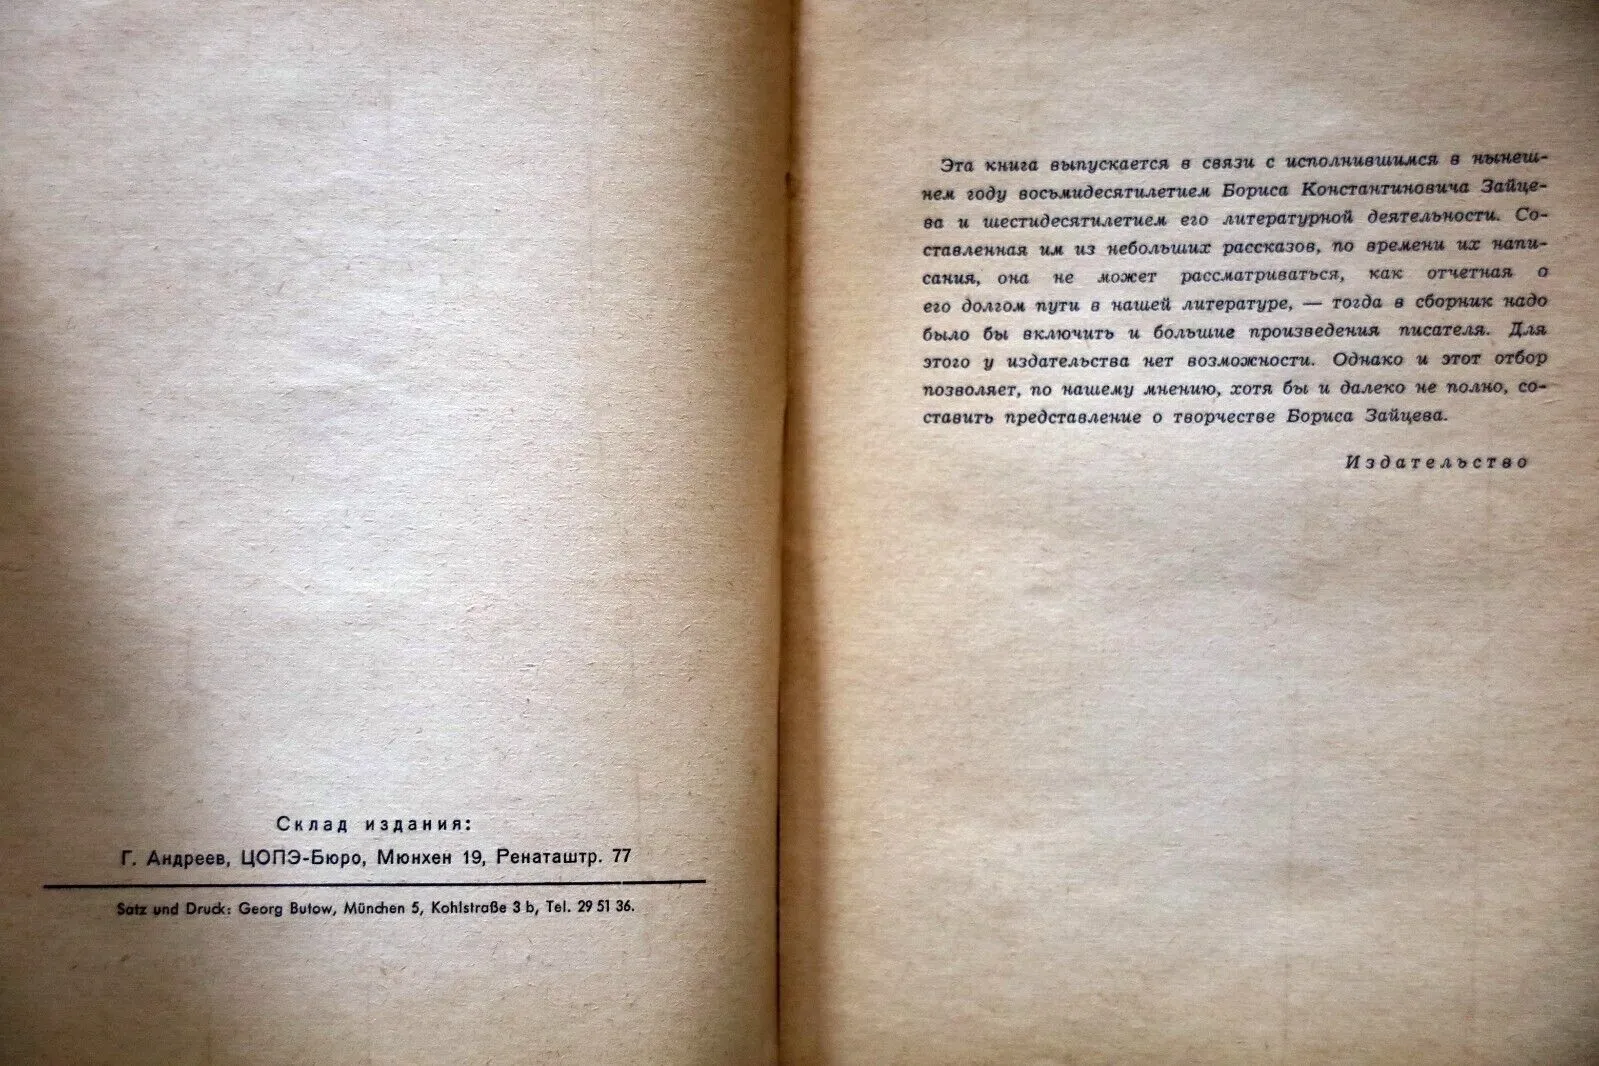 Склад издания:
Г. Андреев, ЦОПЭ-Бюро, Мюнхен 19, Ренаташтр. 77
Satz und Druck: Georg Butow, München 5, Kohlstraße 3 b, Tel. 29 51 36.
Эта книга выпускается в связи с исполнившимся в нынеш-
нем году восьмидесятилетием Бориса Константиновича Зайце-
ва и шестидесятилетием его литературной деятельности. Со-
ставленная им из небольших рассказов, по времени их напи-
сания, она не может рассматриваться, как отчетная о
его долгом пути в нашей литературе, — тогда в сборник надо
было бы включить и большие произведения писателя. Для
этого у издательства нет возможности. Однако и этот отбор
позволяет, по нашему мнению, хотя бы и далеко не полно, со-
ставить представление о творчестве Бориса Зайцева.
Издательство